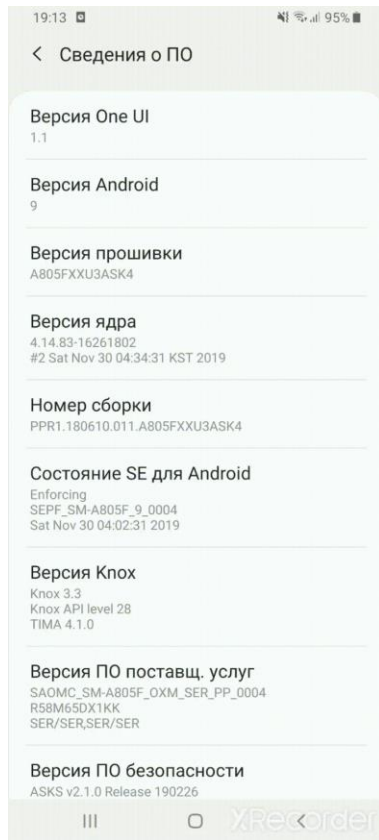 19:13 95%
Сведения о ПО
Версия One UI
1.1
Версия Android
9
Версия прошивки
A805FXXU3ASK4
Версия ядра
4.14.83-16261802
#2 Sat Nov 30 04:34:31 KST 2019
Номер сборки
PPR1.180610.011.A805FXXU3ASK4
Состояние SE для Android
Enforcing
SEPF_SM-A805F_9_0004
Sat Nov 30 04:02:31 2019
Версия Knox
Knox 3.3
Knox API level 28
TIMA 4.1.0
Версия ПО поставщ. услуг
SAOMC_SM-A805F_OXM_SER_PP_0004
R58M65DX1KK
SER/SER,SER/SER
Версия ПО безопасности
ASKS v2.1.0 Release 190226
XRecorder